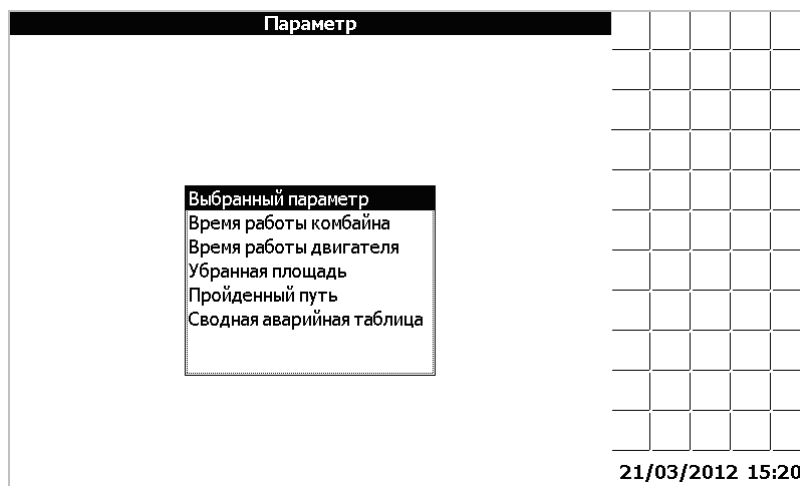 Параметр
Выбранный параметр
Время работы комбайна
Время работы двигателя
Убранная площадь
Пройденный путь
Сводная аварийная таблица
21/03/2012 15:20